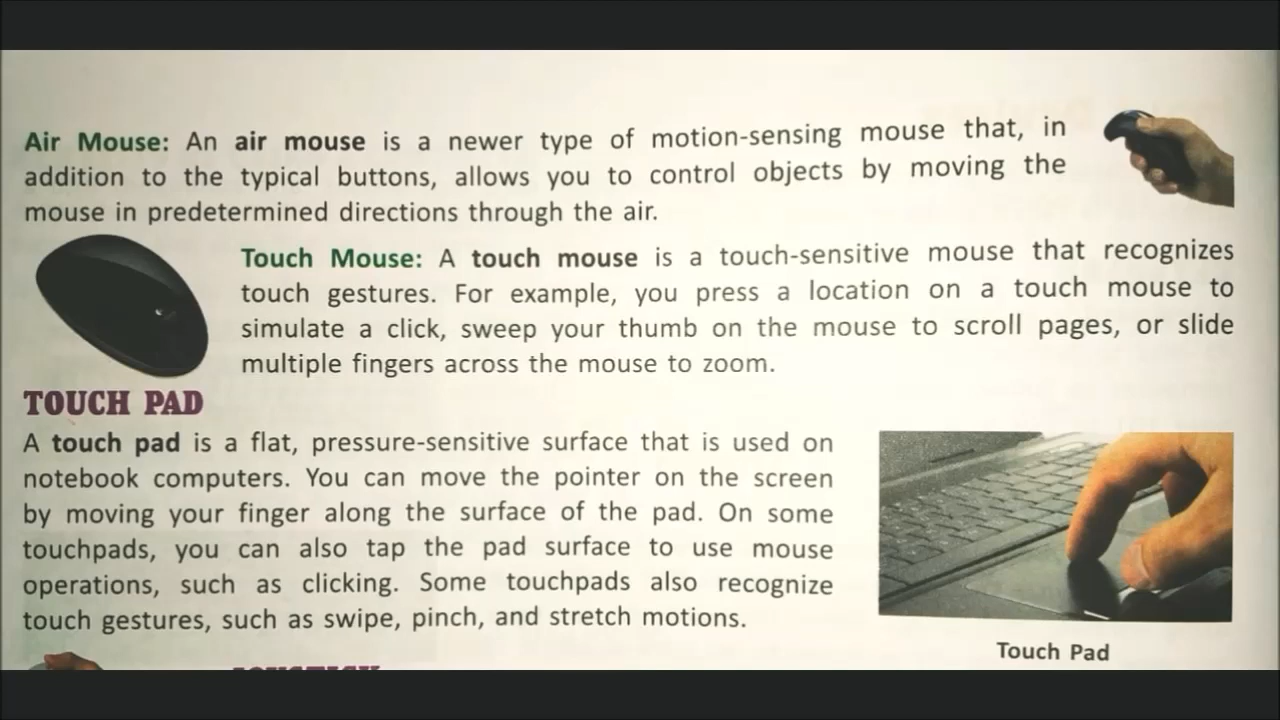 Air Mouse: An air mouse is a newer type of motion-sensing mouse that, in
addition to the typical buttons, allows you to control objects by moving the
mouse in predetermined directions through the air.
Touch Mouse: A touch mouse is a touch-sensitive mouse that recognizes
touch gestures. For example, you press a location on a touch mouse to
simulate a click, sweep your thumb on the mouse to scroll pages, or slide
multiple fingers across the mouse to zoom.
TOUCH PAD
A touch pad is a flat, pressure-sensitive surface that is used on
notebook computers. You can move the pointer on the screen
by moving your finger along the surface of the pad. On some
touchpads, you can also tap the pad surface to use mouse
operations, such as clicking. Some touchpads also recognize
touch gestures, such as swipe, pinch, and stretch motions.
Touch Pad